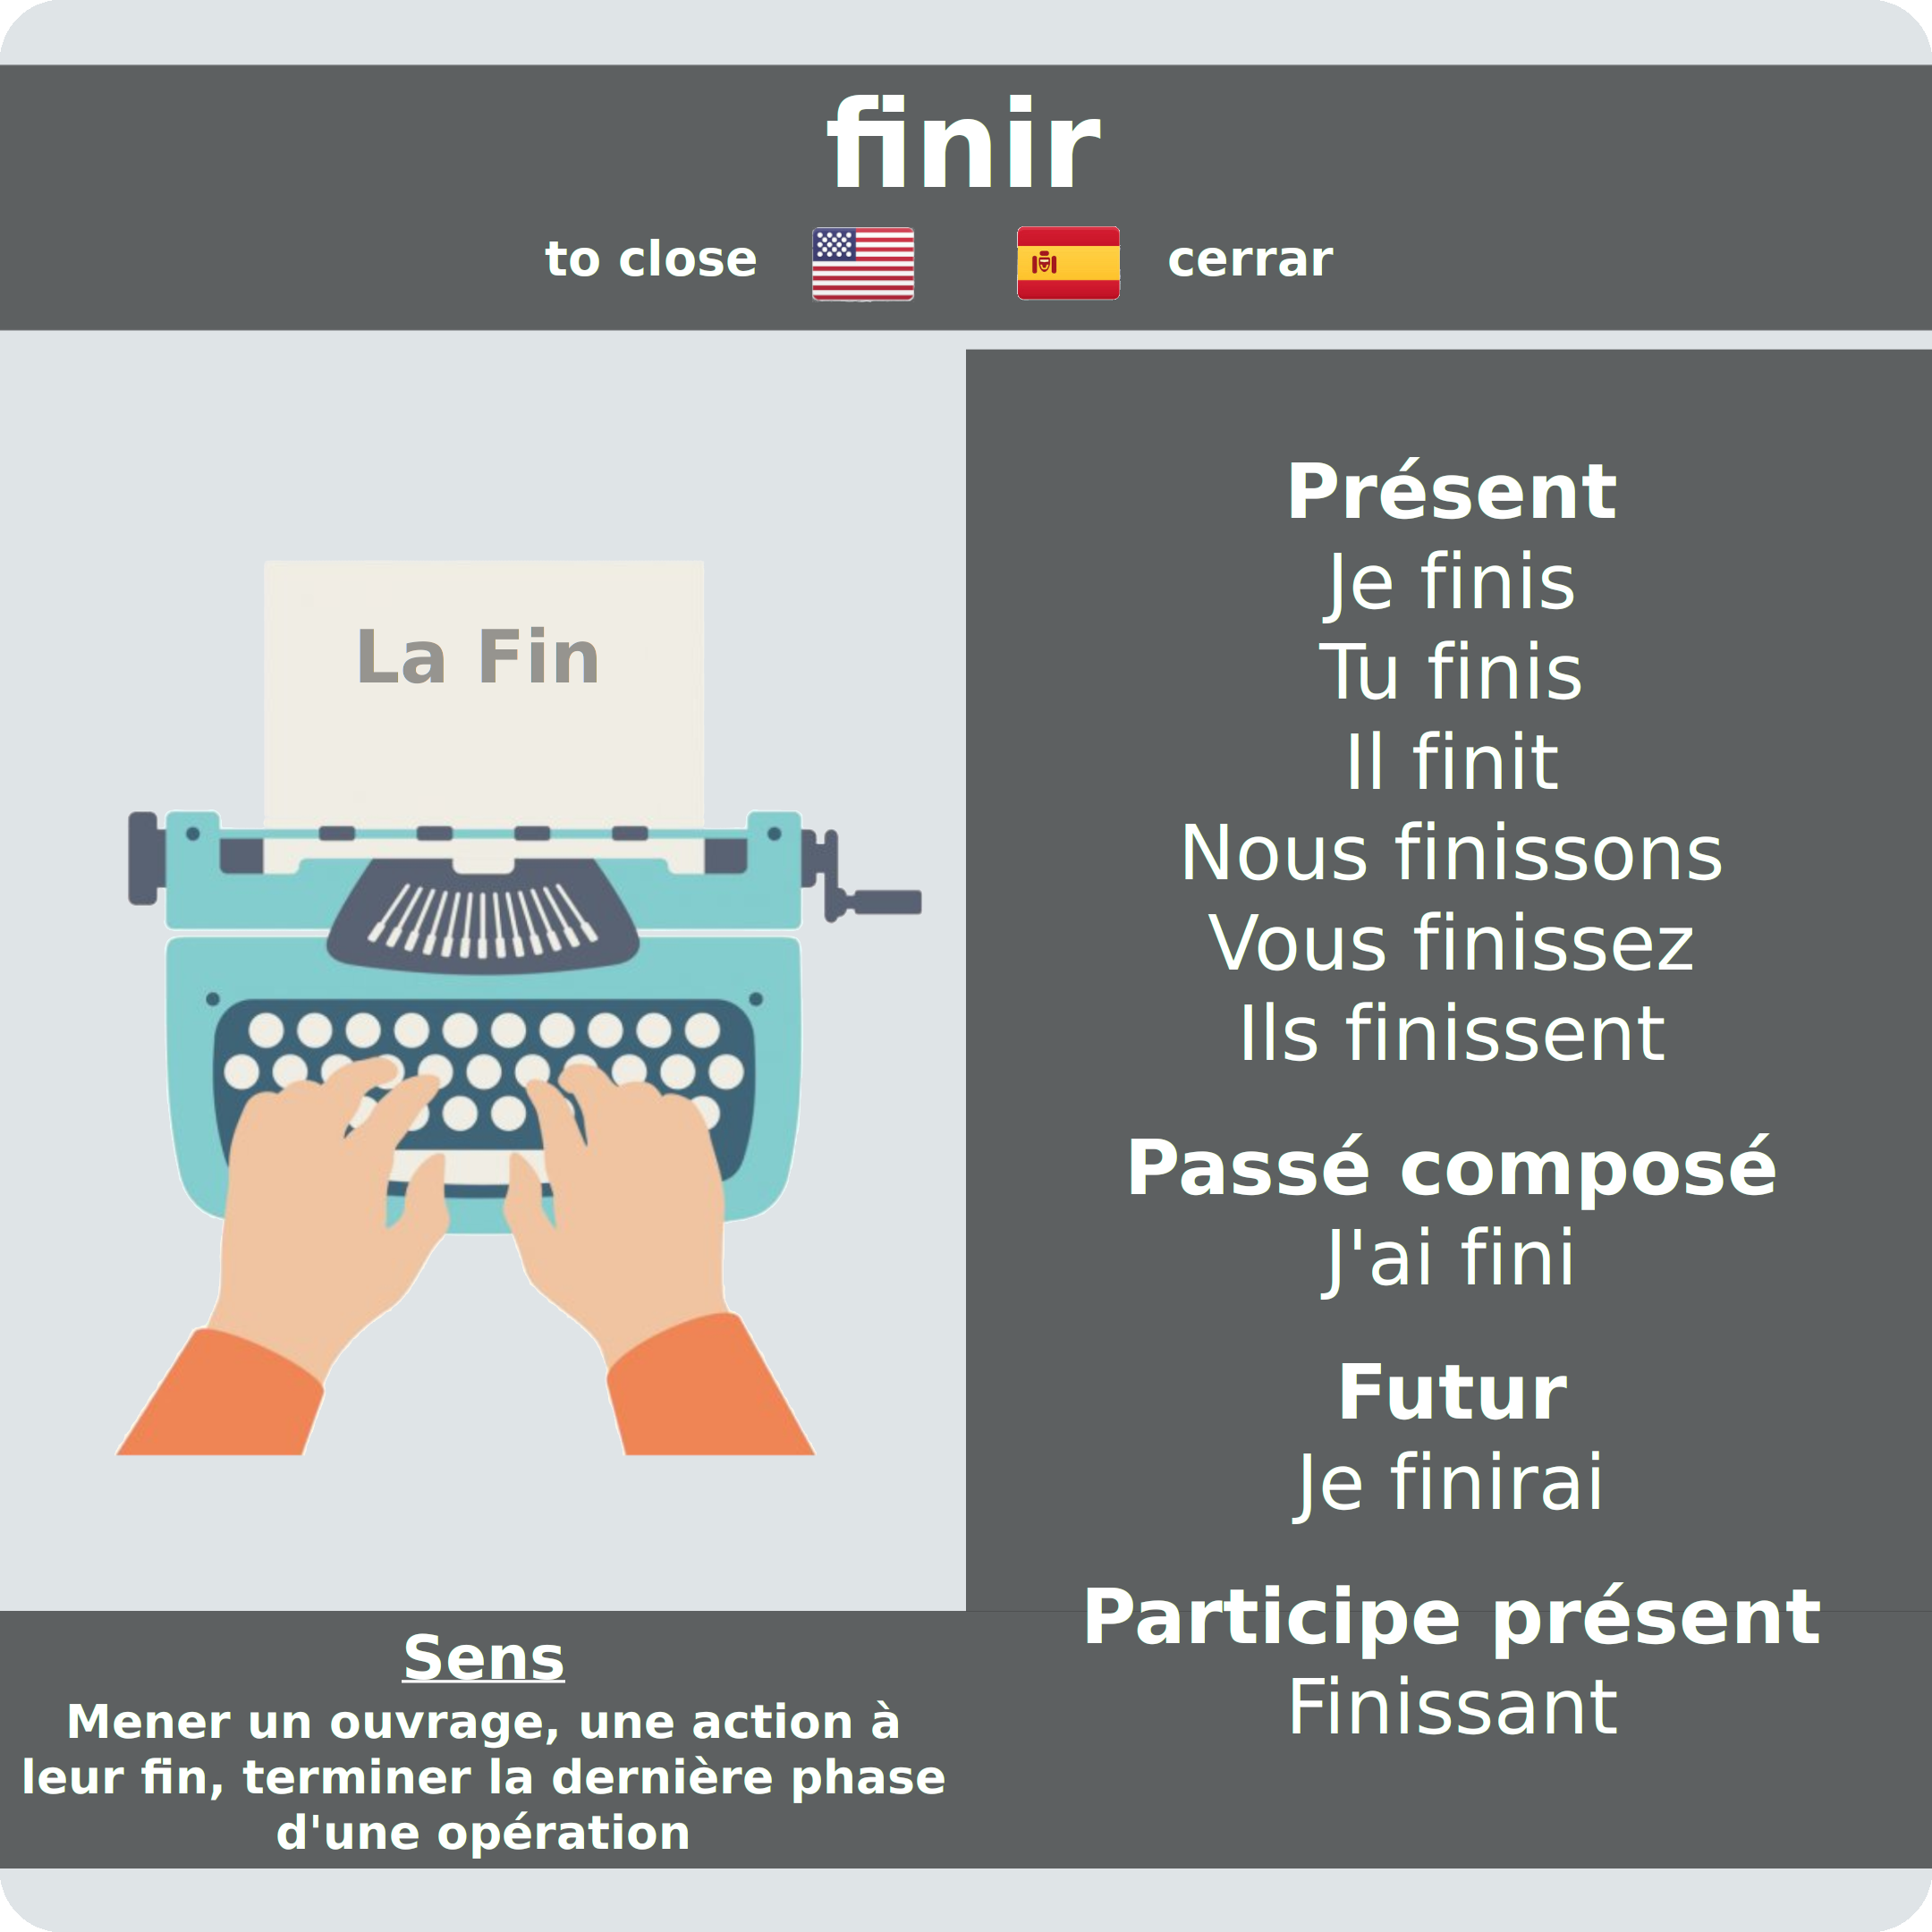 finir
to close
cerrar
La Fin
Présent
Je finis
Tu finis
Il finit
Nous finissons
Vous finissez
Ils finissent
Passé composé
J'ai fini
Futur
Je finirai
Participe présent
Finissant
Sens
Mener un ouvrage, une action à
leur fin, terminer la dernière phase
d'une opération